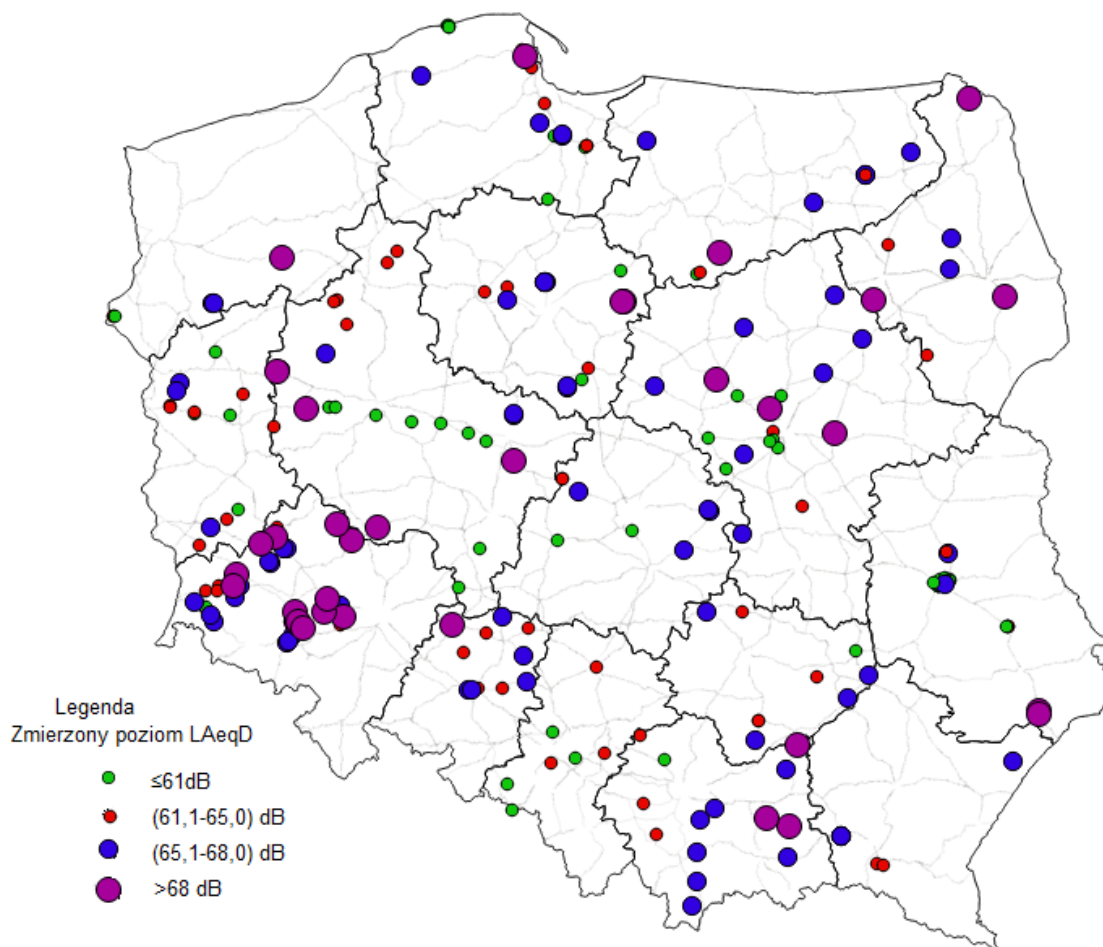 Legenda
Zmierzony poziom LAeqD
≤61dB
(61,1-65,0) dB
(65,1-68,0) dB
>68 dB